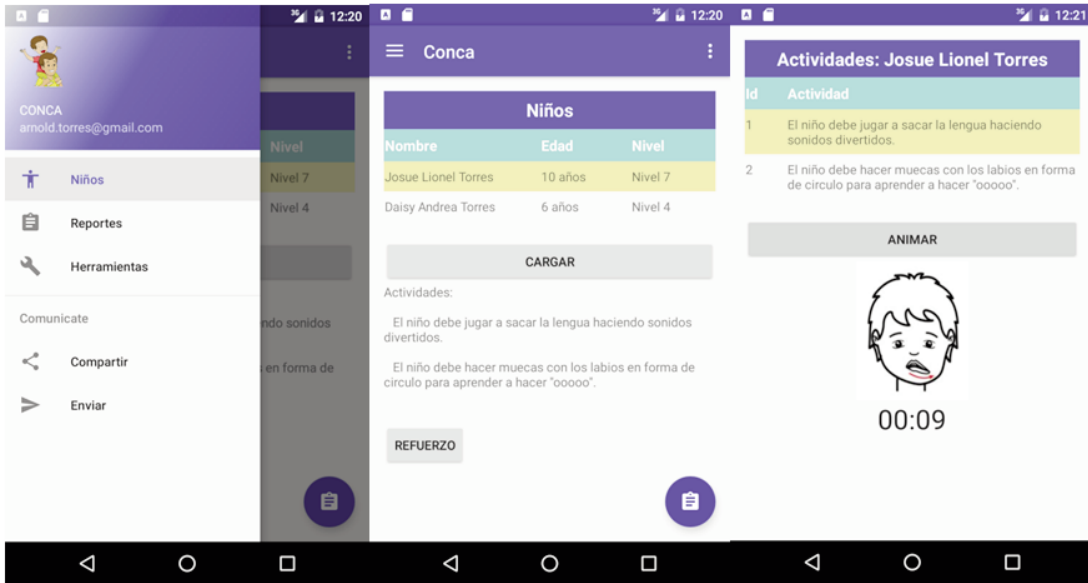 3G 12:20
CONCA
arnold.torres@gmail.com
Niños
Reportes
Herramientas
Comunicate
Compartir
Enviar
Nivel
Nivel 7
Nivel 4
ndo sonidos
s en forma de
3G 12:20
Conca
Niños
Nombre Edad Nivel
Josue Lionel Torres 10 años Nivel 7
Daisy Andrea Torres 6 años Nivel 4
CARGAR
Actividades:
El niño debe jugar a sacar la lengua haciendo sonidos
divertidos.
El niño debe hacer muecas con los labios en forma de
circulo para aprender a hacer "ooooo".
REFUERZO
3G 12:21
Actividades: Josue Lionel Torres
Id Actividad
1 El niño debe jugar a sacar la lengua haciendo
sonidos divertidos.
2 El niño debe hacer muecas con los labios en forma
de circulo para aprender a hacer "ooooo".
ANIMAR
00:09